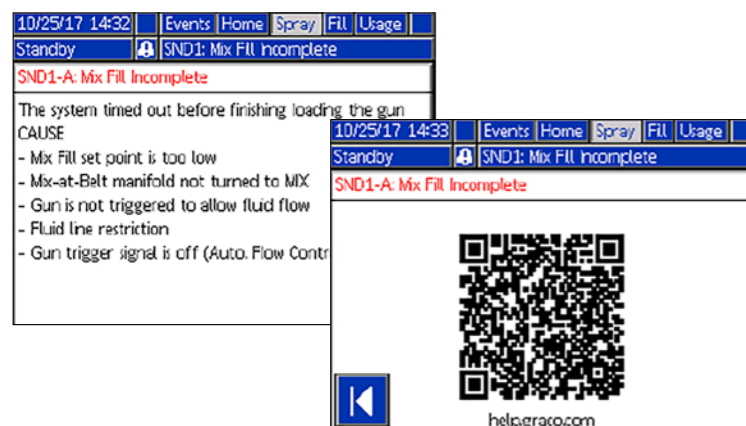 10/25/17 14:32 Events Home Spray Fill Usage
Standby SND1: Mix Fill Incomplete
SND1-A: Mix Fill Incomplete
The system timed out before finishing loading the gun
CAUSE
- Mix Fill set point is too low
- Mix-at-Belt manifold not turned to MIX
- Gun is not triggered to allow fluid flow
- Fluid line restriction
- Gun trigger signal is off (Auto. Flow Contr
10/25/17 14:33 Events Home Spray Fill Usage
Standby SND1: Mix Fill Incomplete
SND1-A: Mix Fill Incomplete
help.graco.com